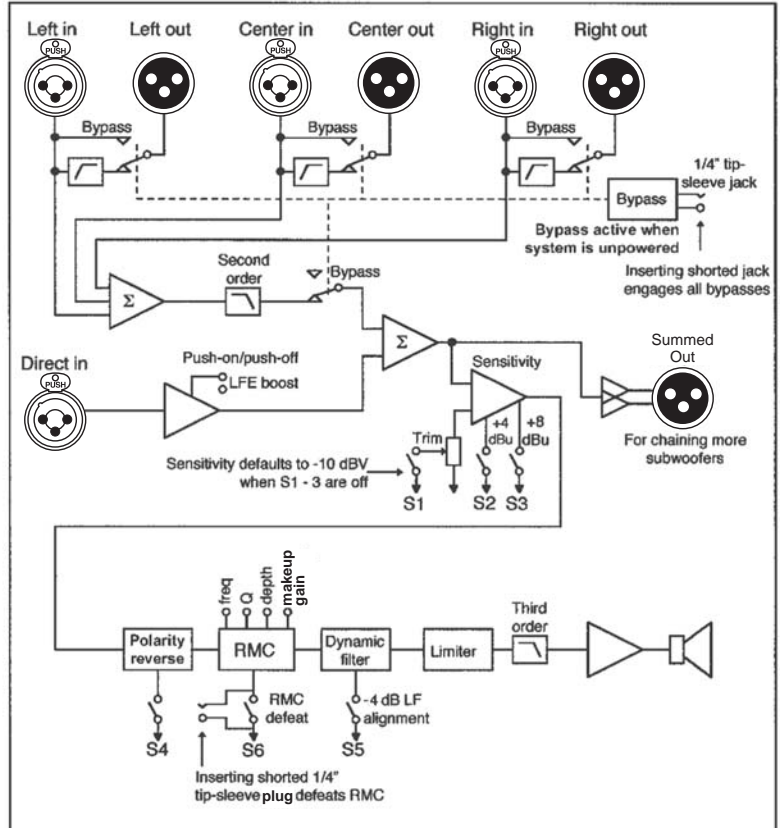 Left in
Left out
Center in
Center out
Right in
Right out
PUSH
PUSH
PUSH
Bypass
Bypass
Bypass
1/4" tip-
sleeve jack
Bypass
Bypass active when
system is unpowered
Inserting shorted jack
engages all bypasses
Second
order
Bypass
Σ
Σ
Direct in
PUSH
Push-on/push-off
LFE boost
Sensitivity
Summed
Out
For chaining more
subwoofers
+4
dBu
+8
dBu
Trim
Sensitivity defaults to -10 dBV
when S1 - 3 are off
S1
S2
S3
freq
Q
depth
makeup
gain
Polarity
reverse
RMC
Dynamic
filter
Limiter
Third
order
RMC
defeat
-4 dB LF
alignment
S4
S6
S5
Inserting shorted 1/4"
tip-sleeve plug defeats RMC